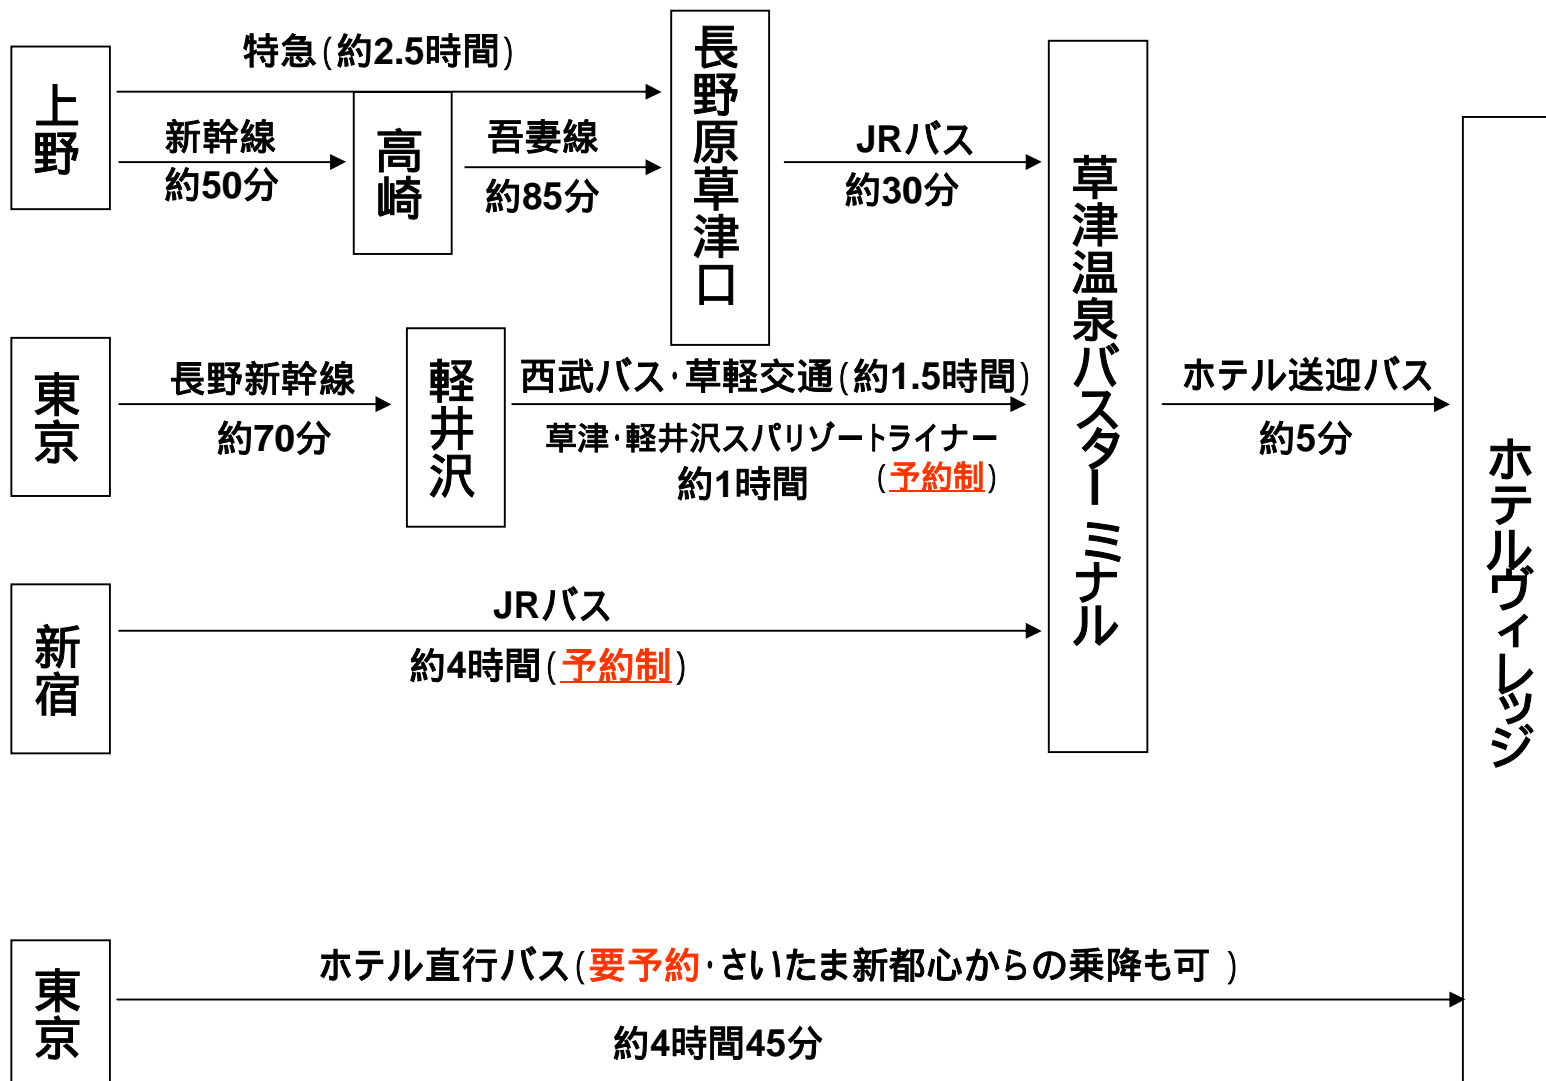 上野
特急(約2.5時間)
新幹線
約50分
高崎
吾妻線
約85分
長野原草津口
JRバス
約30分
草津温泉バスターミナル
東京
長野新幹線
約70分
軽井沢
西武バス・草軽交通(約1.5時間)
草津・軽井沢スパリゾートライナー
約1時間 (予約制)
ホテル送迎バス
約5分
ホテルヴィレッジ
新宿
JRバス
約4時間(予約制)
東京
ホテル直行バス(要予約・さいたま新都心からの乗降も可 )
約4時間45分